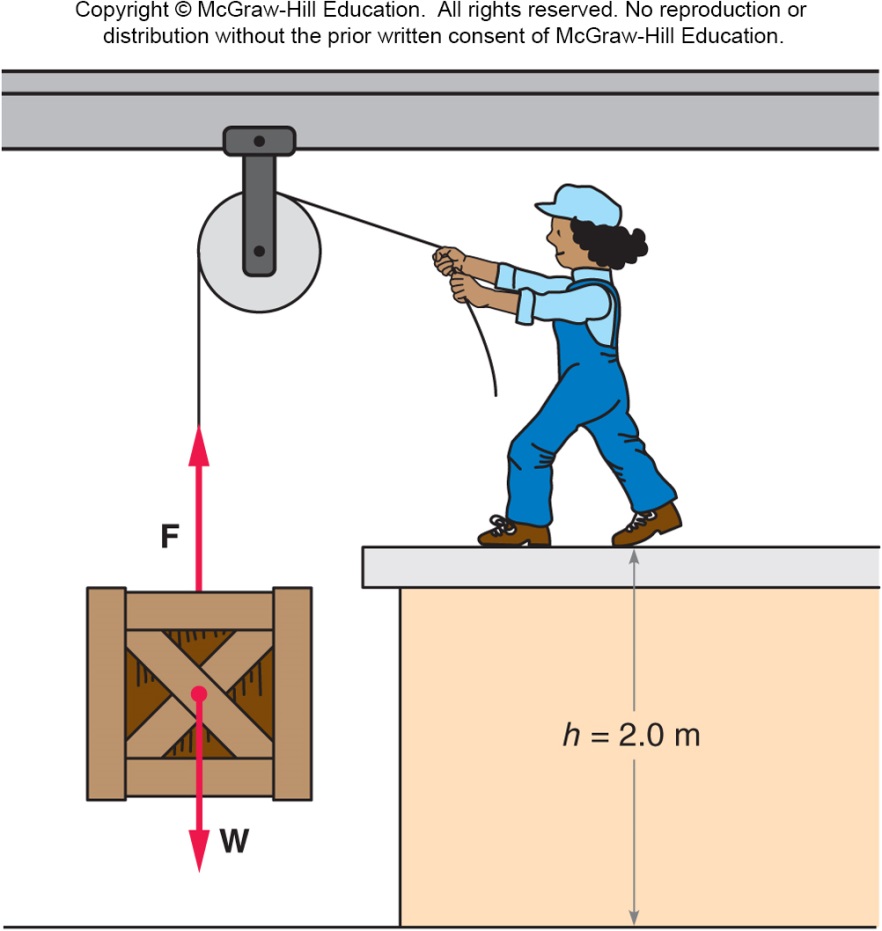 Copyright © McGraw-Hill Education.  All rights reserved. No reproduction or
distribution without the prior written consent of McGraw-Hill Education.
F
h = 2.0 m
W